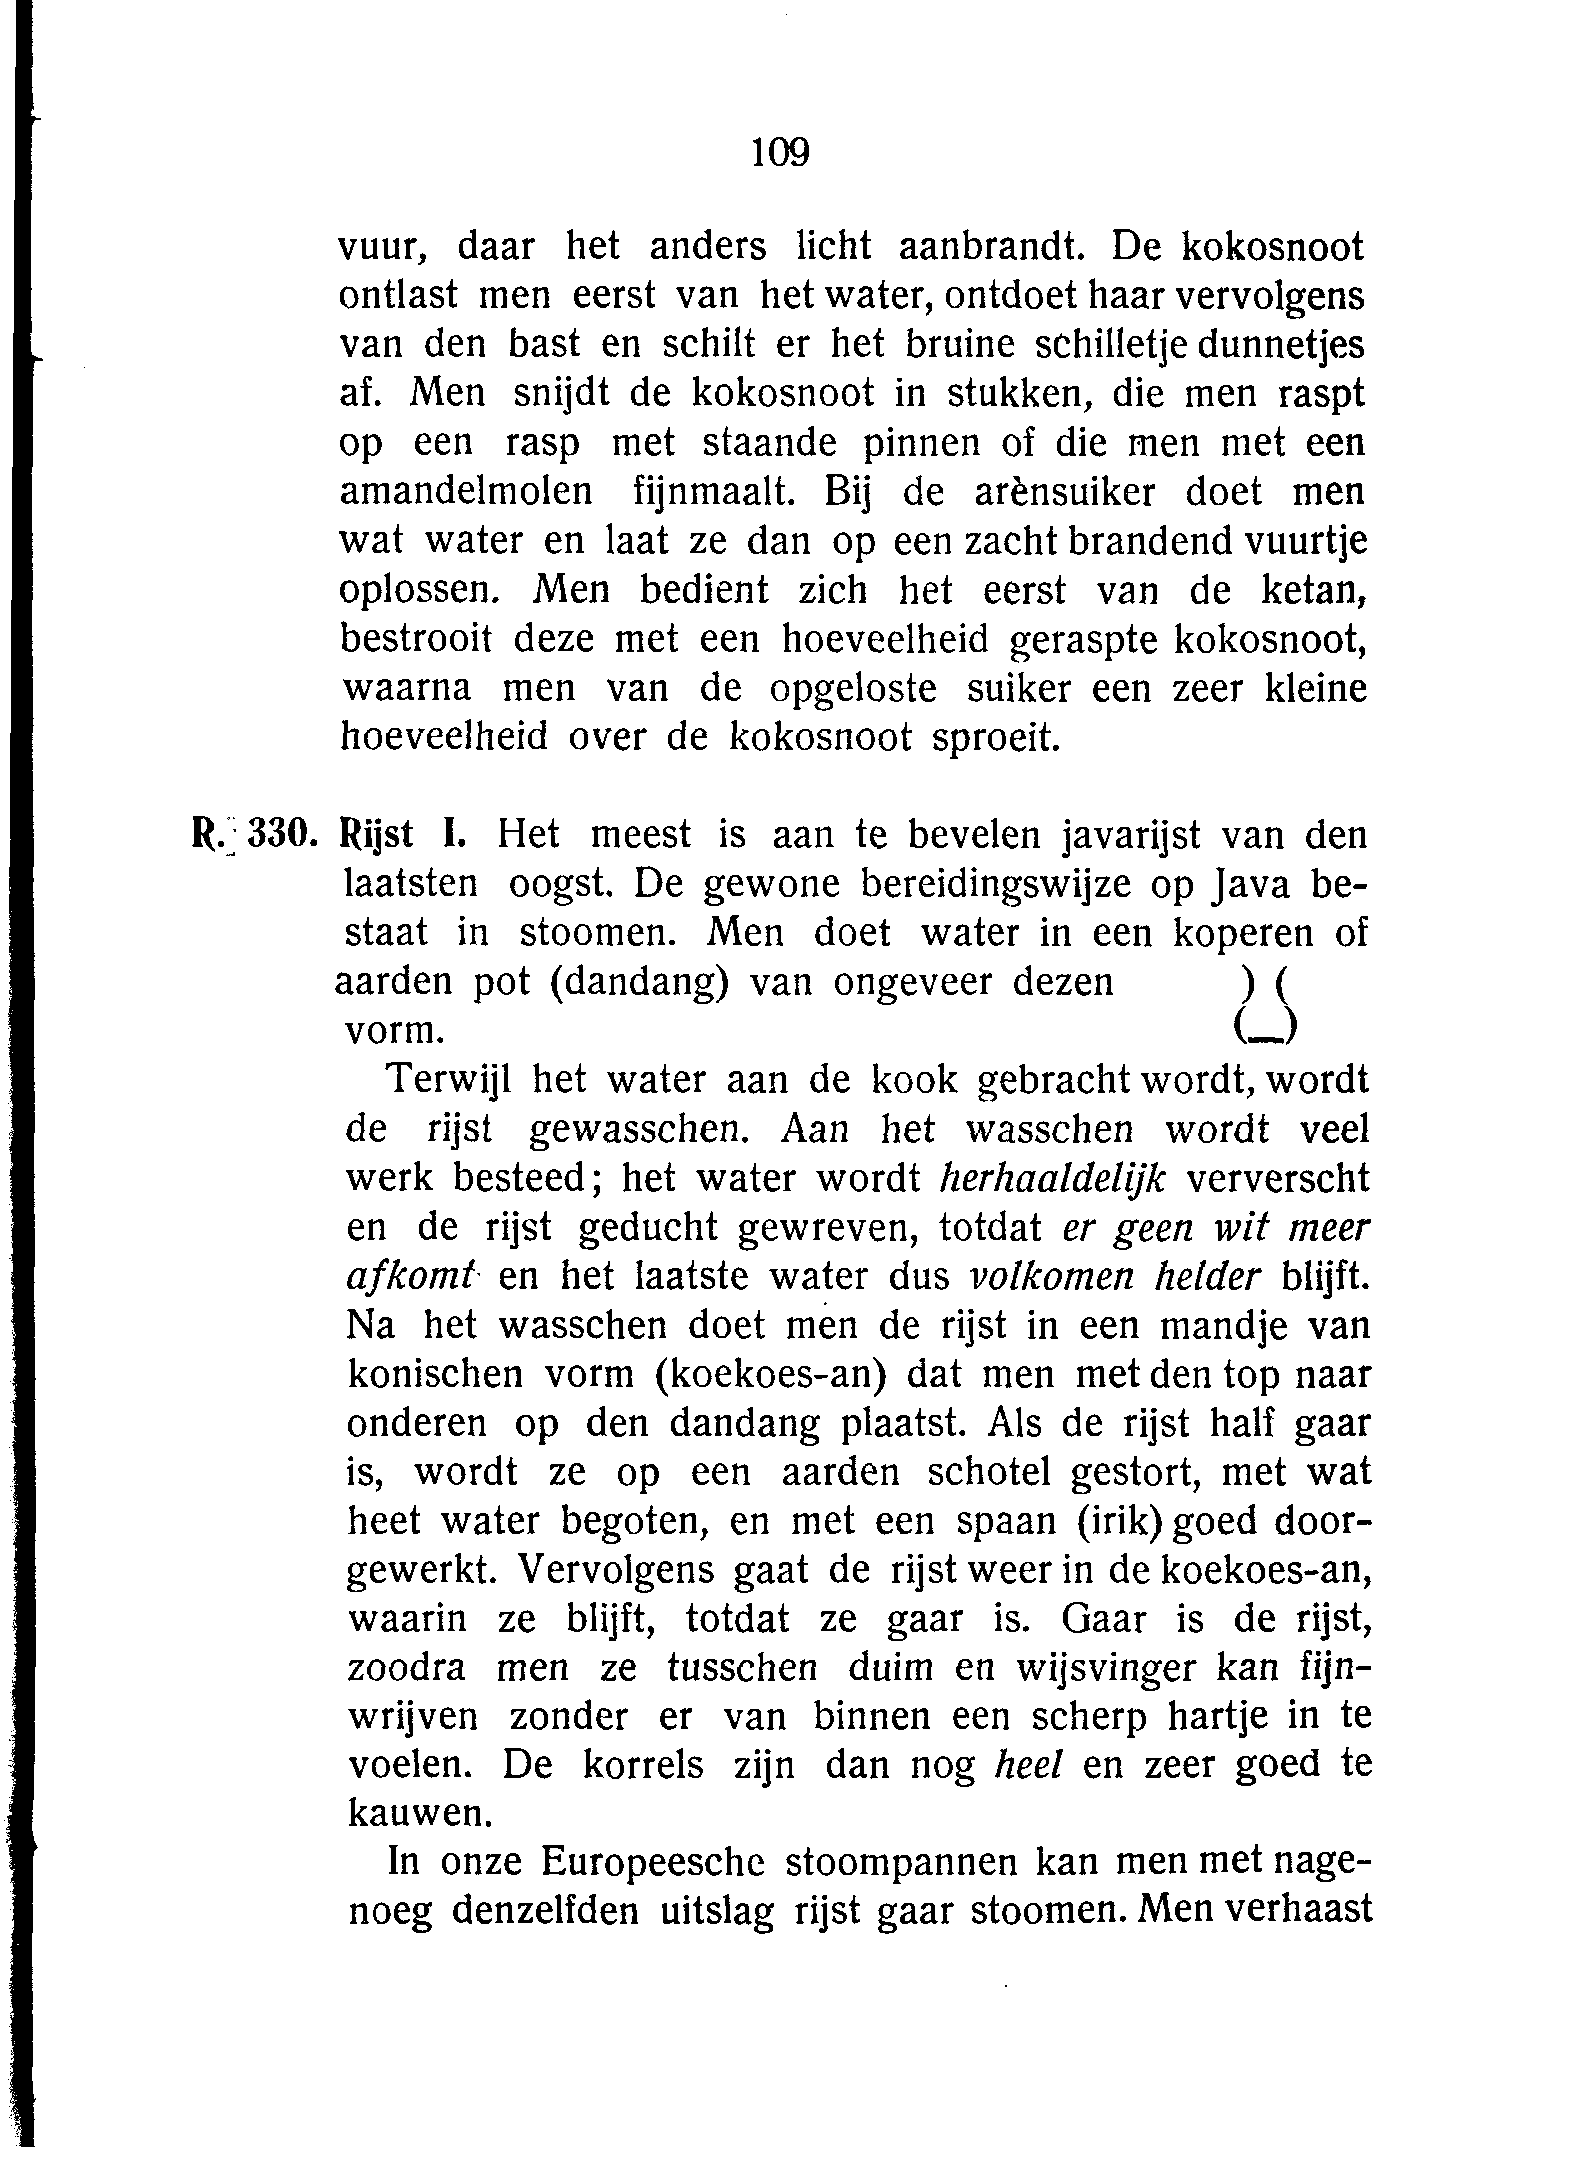 109
vuur, daar het anders licht aanbrandt. De kokosnoot
ontlast men eerst van het water, ontdoet haar vervolgens
van den bast en schilt er het bruine schilletje dunnetjes
af. Men snijdt de kokosnoot in stukken, die men raspt
op een rasp met staande pinnen of die men met een
amandelmolen fijnmaalt. Bij de arènsuiker doet men
wat water en laat ze dan op een zacht brandend vuurtje
oplossen. Men bedient zich het eerst van de ketan,
bestrooit deze met een hoeveelheid geraspte kokosnoot,
waarna men van de opgeloste suiker een zeer kleine
hoeveelheid over de kokosnoot sproeit.
R. 330. Rijst I. Het meest is aan te bevelen javarijst van den
laatsten oogst. De gewone bereidingswijze op Java be-
staat in stoomen. Men doet water in een koperen of
aarden pot (dandang) van ongeveer dezen
vorm.
Terwijl het water aan de kook gebracht wordt, wordt
de rijst gewasschen. Aan het wasschen wordt veel
werk besteed; het water wordt herhaaldelijk ververscht
en de rijst geducht gewreven, totdat er geen wit meer
afkomt en het laatste water dus volkomen helder blijft.
Na het wasschen doet men de rijst in een mandje van
konischen vorm (koekoes-an) dat men met den top naar
onderen op den dandang plaatst. Als de rijst half gaar
is, wordt ze op een aarden schotel gestort, met wat
heet water begoten, en met een spaan (irik) goed door-
gewerkt. Vervolgens gaat de rijst weer in de koekoes-an,
waarin ze blijft, totdat ze gaar is. Gaar is de rijst,
zoodra men ze tusschen duim en wijsvinger kan fijn-
wrijven zonder er van binnen een scherp hartje in te
voelen. De korrels zijn dan nog heel en zeer goed te
kauwen.
In onze Europeesche stoompannen kan men met nage-
noeg denzelfden uitslag rijst gaar stoomen. Men verhaast